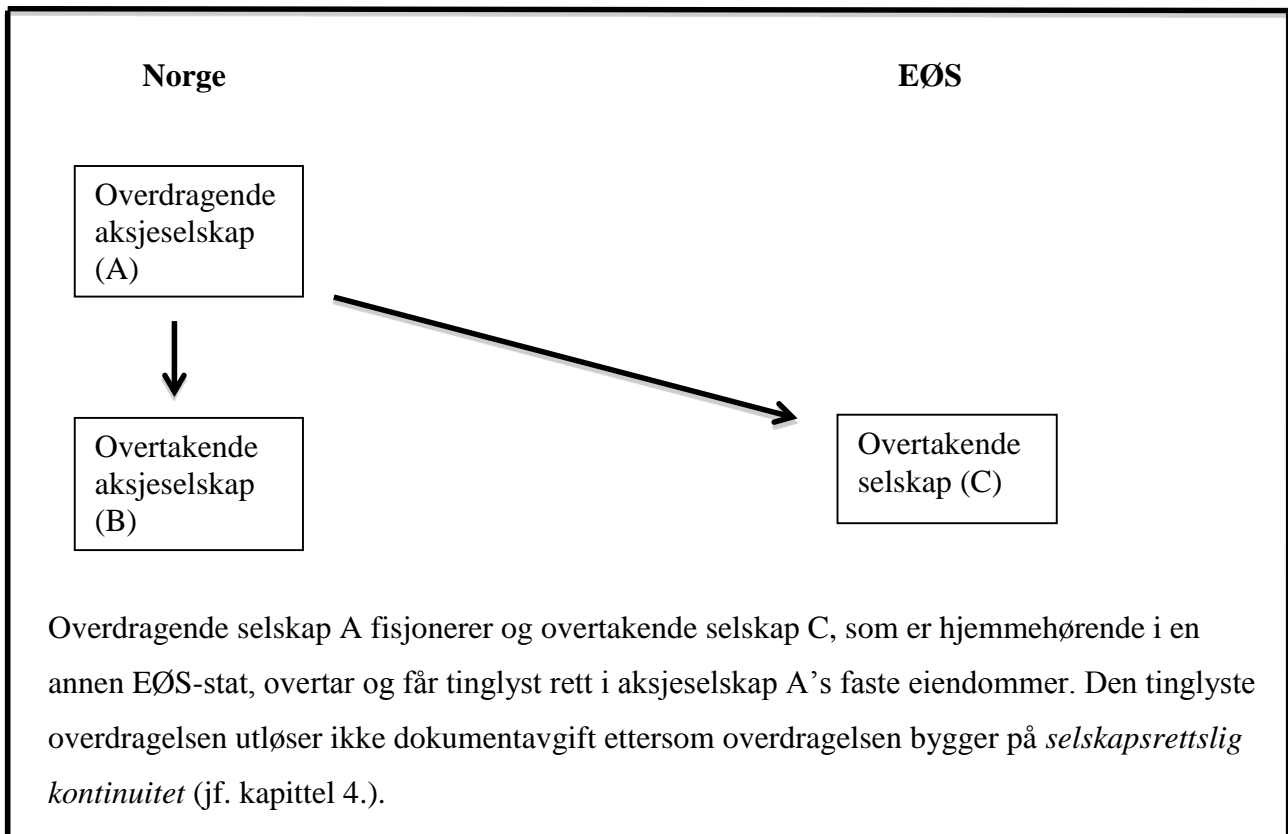 Norge
EØS
Overdragende
aksjeselskap
(A)
Overtakende
aksjeselskap
(B)
Overtakende
selskap (C)
Overdragende selskap A fisjonerer og overtakende selskap C, som er hjemmehørende i en
annen EØS-stat, overtar og får tinglyst rett i aksjeselskap A’s faste eiendommer. Den tinglyste
overdragelsen utløser ikke dokumentavgift ettersom overdragelsen bygger på selskapsrettslig
kontinuitet (jf. kapittel 4.).